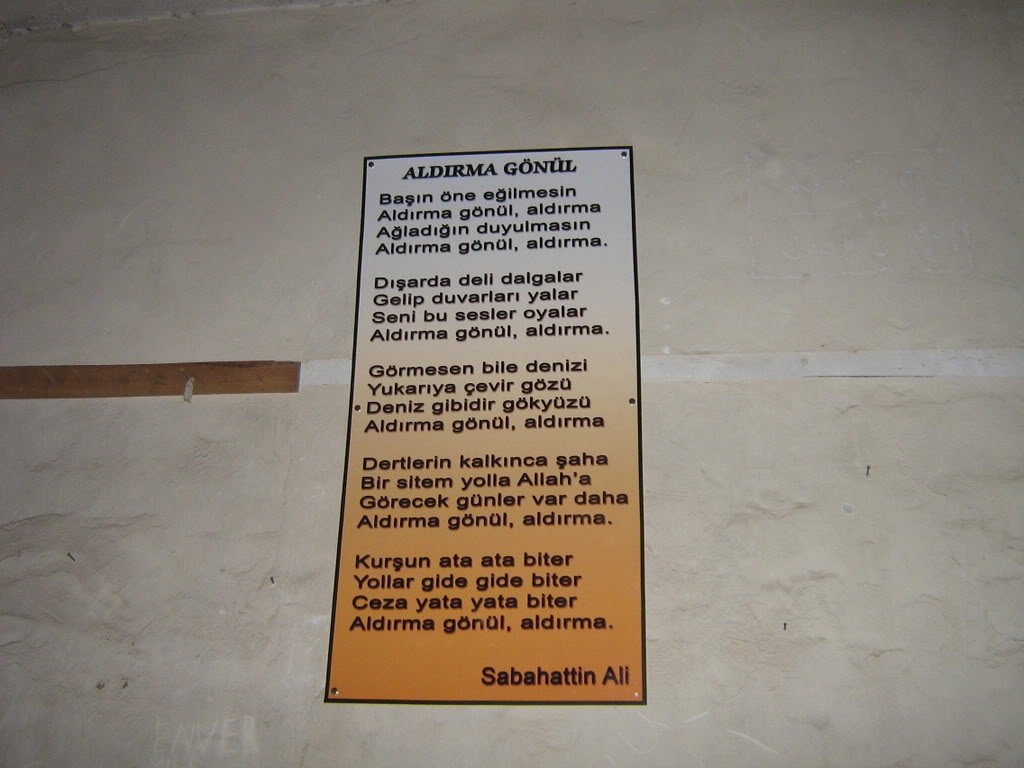 ALDIRMA GÖNÜL
Başın öne eğilmesin
Aldırma gönül, aldırma
Ağladığın duyulmasın
Aldırma gönül, aldırma.
Dışarda deli dalgalar
Gelip duvarları yalar
Seni bu sesler oyalar
Aldırma gönül, aldırma.
Görmesen bile denizi
Yukarıya çevir gözü
Deniz gibidir gökyüzü
Aldırma gönül, aldırma
Dertlerin kalkınca şaha
Bir sitem yolla Allah'a
Görecek günler var daha
Aldırma gönül, aldırma.
Kurşun ata ata biter
Yollar gide gide biter
Ceza yata yata biter
Aldırma gönül, aldırma.
Sabahattin Ali
ENVER